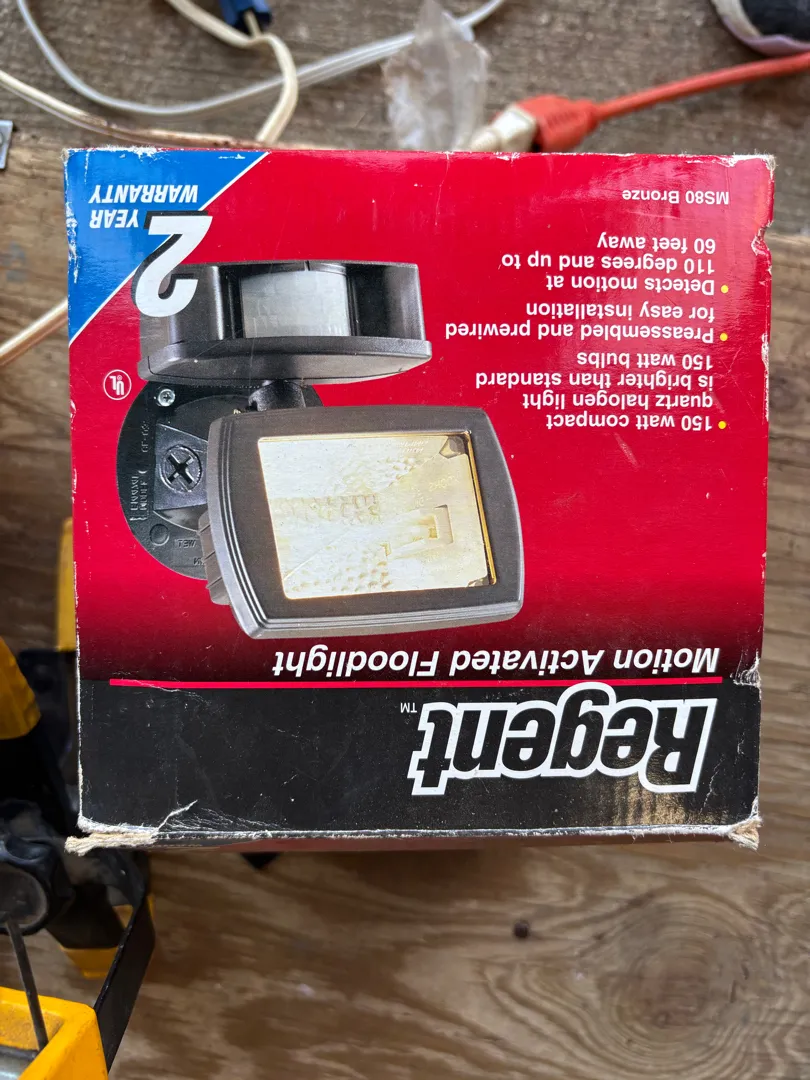 Regent™
Motion Activated Floodlight
• 150 watt compact
quartz halogen light
is brighter than standard
150 watt bulbs
• Preassembled and prewired
for easy installation
• Detects motion at
110 degrees and up to
60 feet away
MS80 Bronze
UL
2
YEAR
WARRANTY